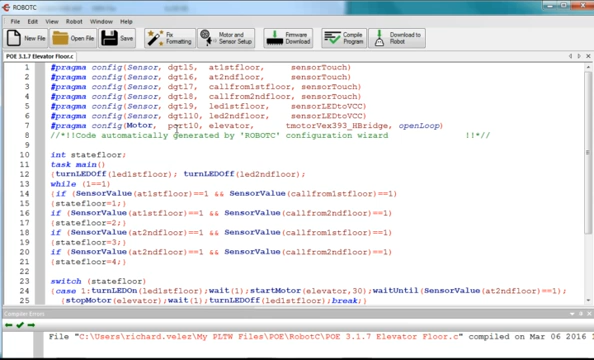 ROBOTC
File Edit View Robot Window Help
New File Open File Save Fix Formatting Motor and Sensor Setup Firmware Download Compile Program Download to Robot
POE 3.1.7 Elevator Floor.c
1 #pragma config(Sensor, dgtl5, at1stfloor, sensorTouch)
2 #pragma config(Sensor, dgtl6, at2ndfloor, sensorTouch)
3 #pragma config(Sensor, dgtl7, callfrom1stfloor, sensorTouch)
4 #pragma config(Sensor, dgtl8, callfrom2ndfloor, sensorTouch)
5 #pragma config(Sensor, dgtl9, led1stfloor, sensorLEDtoVCC)
6 #pragma config(Sensor, dgtl10, led2ndfloor, sensorLEDtoVCC)
7 #pragma config(Motor, port10, elevator, tmotorVex393_HBridge, openLoop)
8 //*!!Code automatically generated by 'ROBOTC' configuration wizard !!*//
9
10 int statefloor;
11 task main()
12 {turnLEDOff(led1stfloor); turnLEDOff(led2ndfloor);
13 while (1==1)
14 {if (SensorValue(at1stfloor)==1 && SensorValue(callfrom1stfloor)==1)
15 {statefloor=1;}
16 if (SensorValue(at1stfloor)==1 && SensorValue(callfrom2ndfloor)==1)
17 {statefloor=2;}
18 if (SensorValue(at2ndfloor)==1 && SensorValue(callfrom1stfloor)==1)
19 {statefloor=3;}
20 if (SensorValue(at2ndfloor)==1 && SensorValue(callfrom2ndfloor)==1)
21 {statefloor=4;}
22
23 switch (statefloor)
24 {case 1:turnLEDOn(led1stfloor);wait(1);startMotor(elevator,30);waitUntil(SensorValue(at2ndfloor)==1);
25 {stopMotor(elevator);wait(1);turnLEDOff(led1stfloor);break;}
Compiler Errors
File "C:\Users\richard.velez\My PLTW Files\POE\RobotC\POE 3.1.7 Elevator Floor.c" compiled on Mar 06 2016